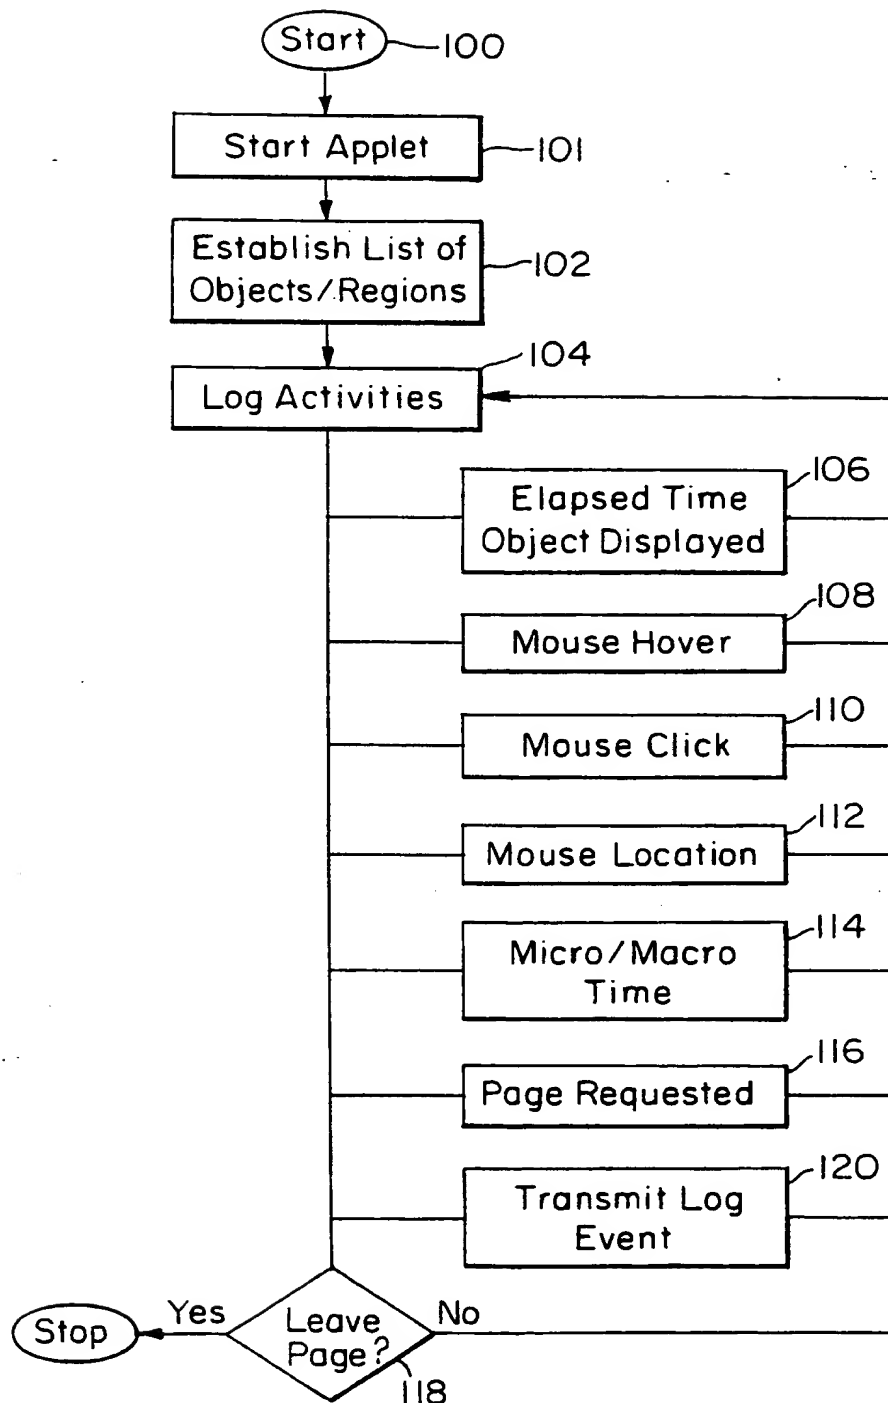 Start
100
Start Applet
101
Establish List of
Objects/Regions
102
104
Log Activities
106
Elapsed Time
Object Displayed
108
Mouse Hover
110
Mouse Click
112
Mouse Location
114
Micro/Macro
Time
116
Page Requested
120
Transmit Log
Event
Yes
No
Stop
Leave
Page?
118